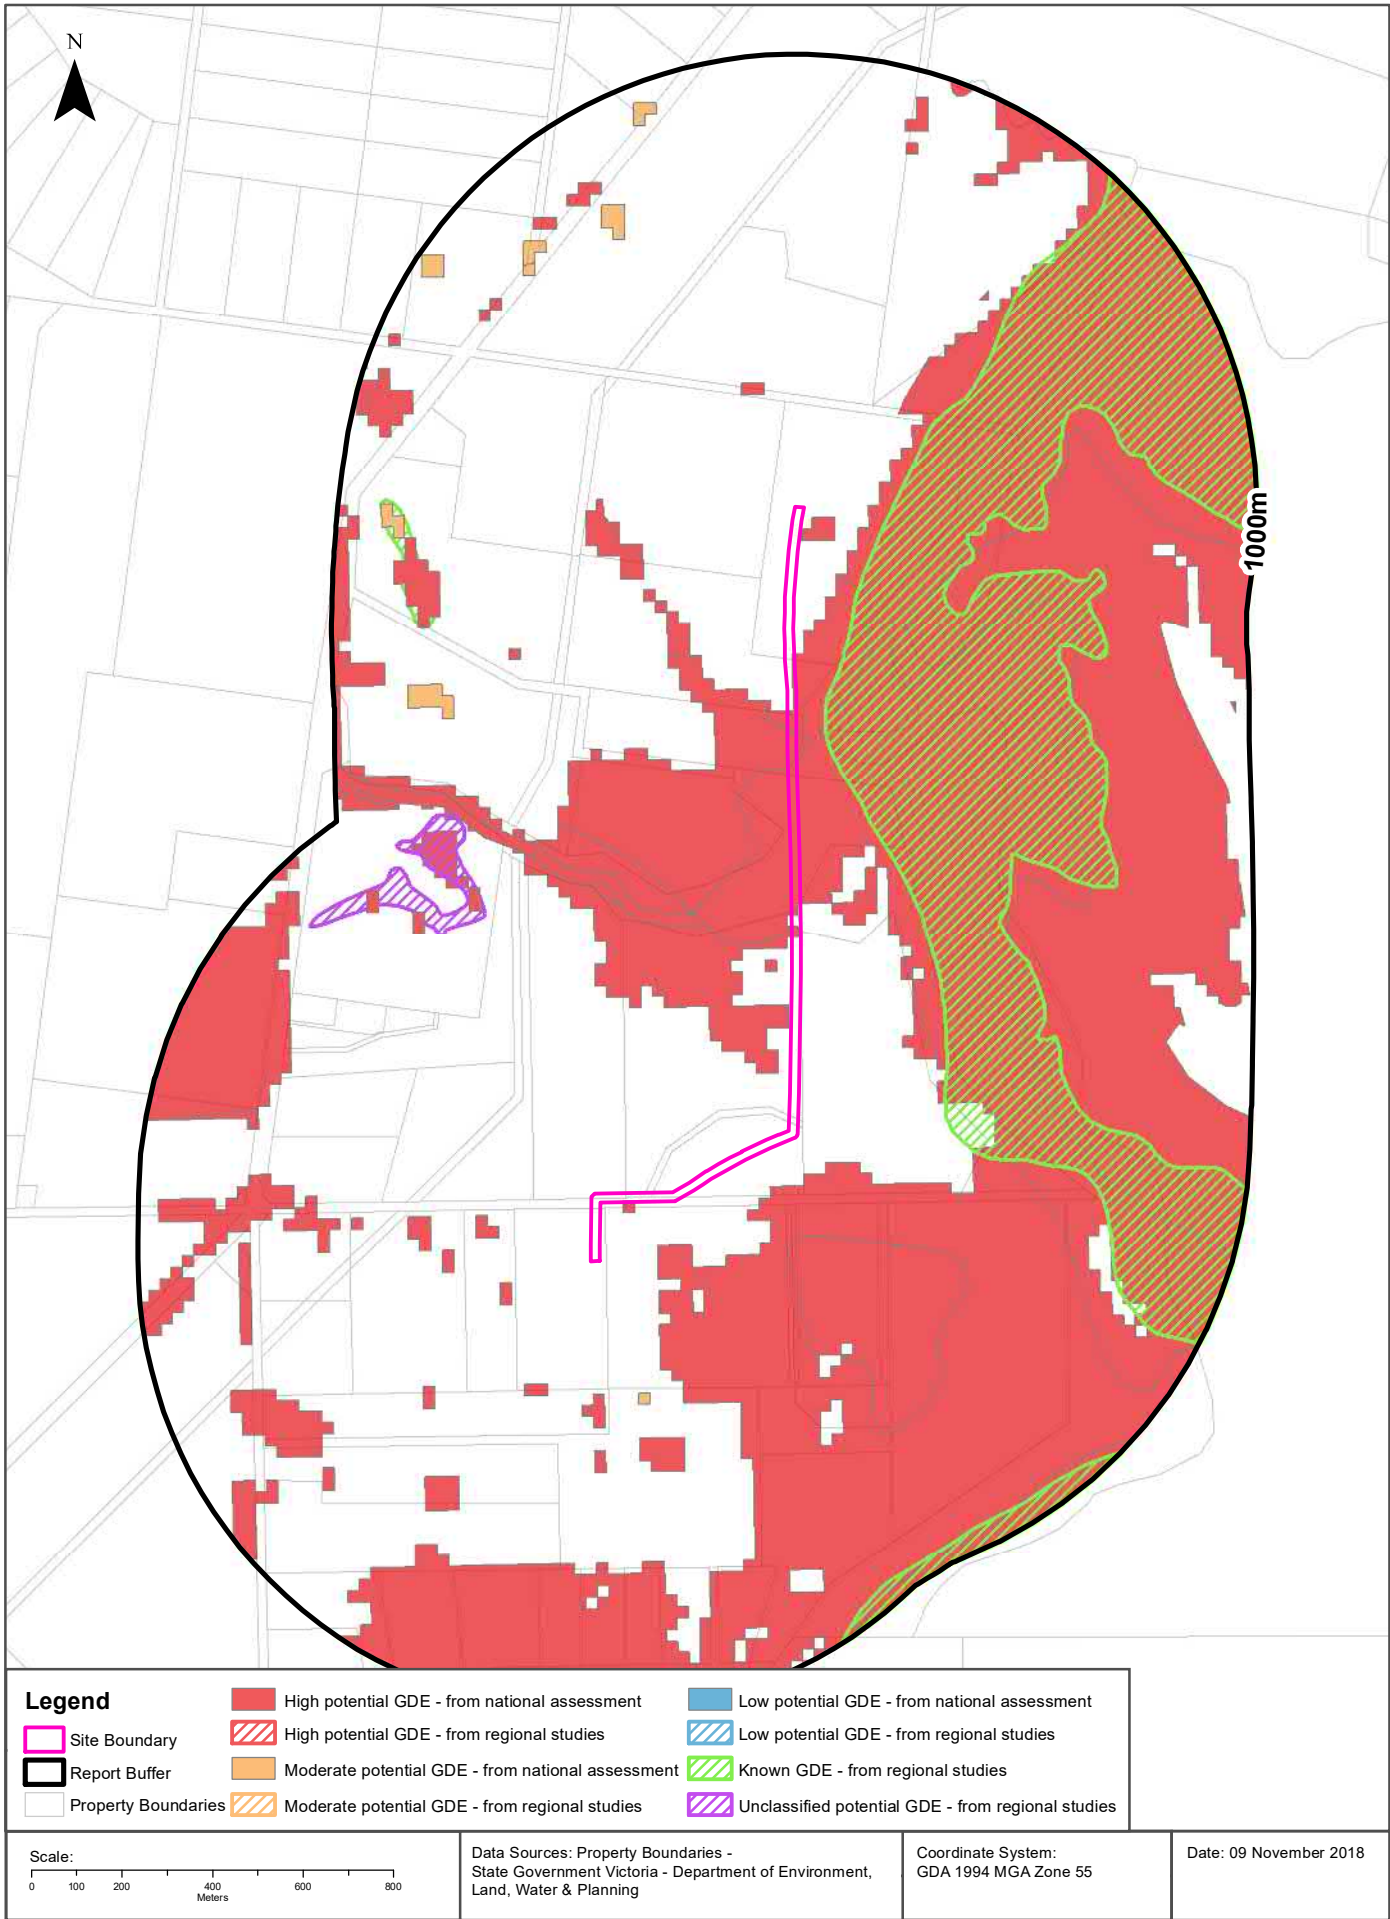 N
1000m
Legend
Site Boundary
Report Buffer
Property Boundaries
High potential GDE - from national assessment
High potential GDE - from regional studies
Moderate potential GDE - from national assessment
Moderate potential GDE - from regional studies
Low potential GDE - from national assessment
Low potential GDE - from regional studies
Known GDE - from regional studies
Unclassified potential GDE - from regional studies
Scale:
0 100 200 400 600 800
Meters
Data Sources: Property Boundaries -
State Government Victoria - Department of Environment,
Land, Water & Planning
Coordinate System:
GDA 1994 MGA Zone 55
Date: 09 November 2018